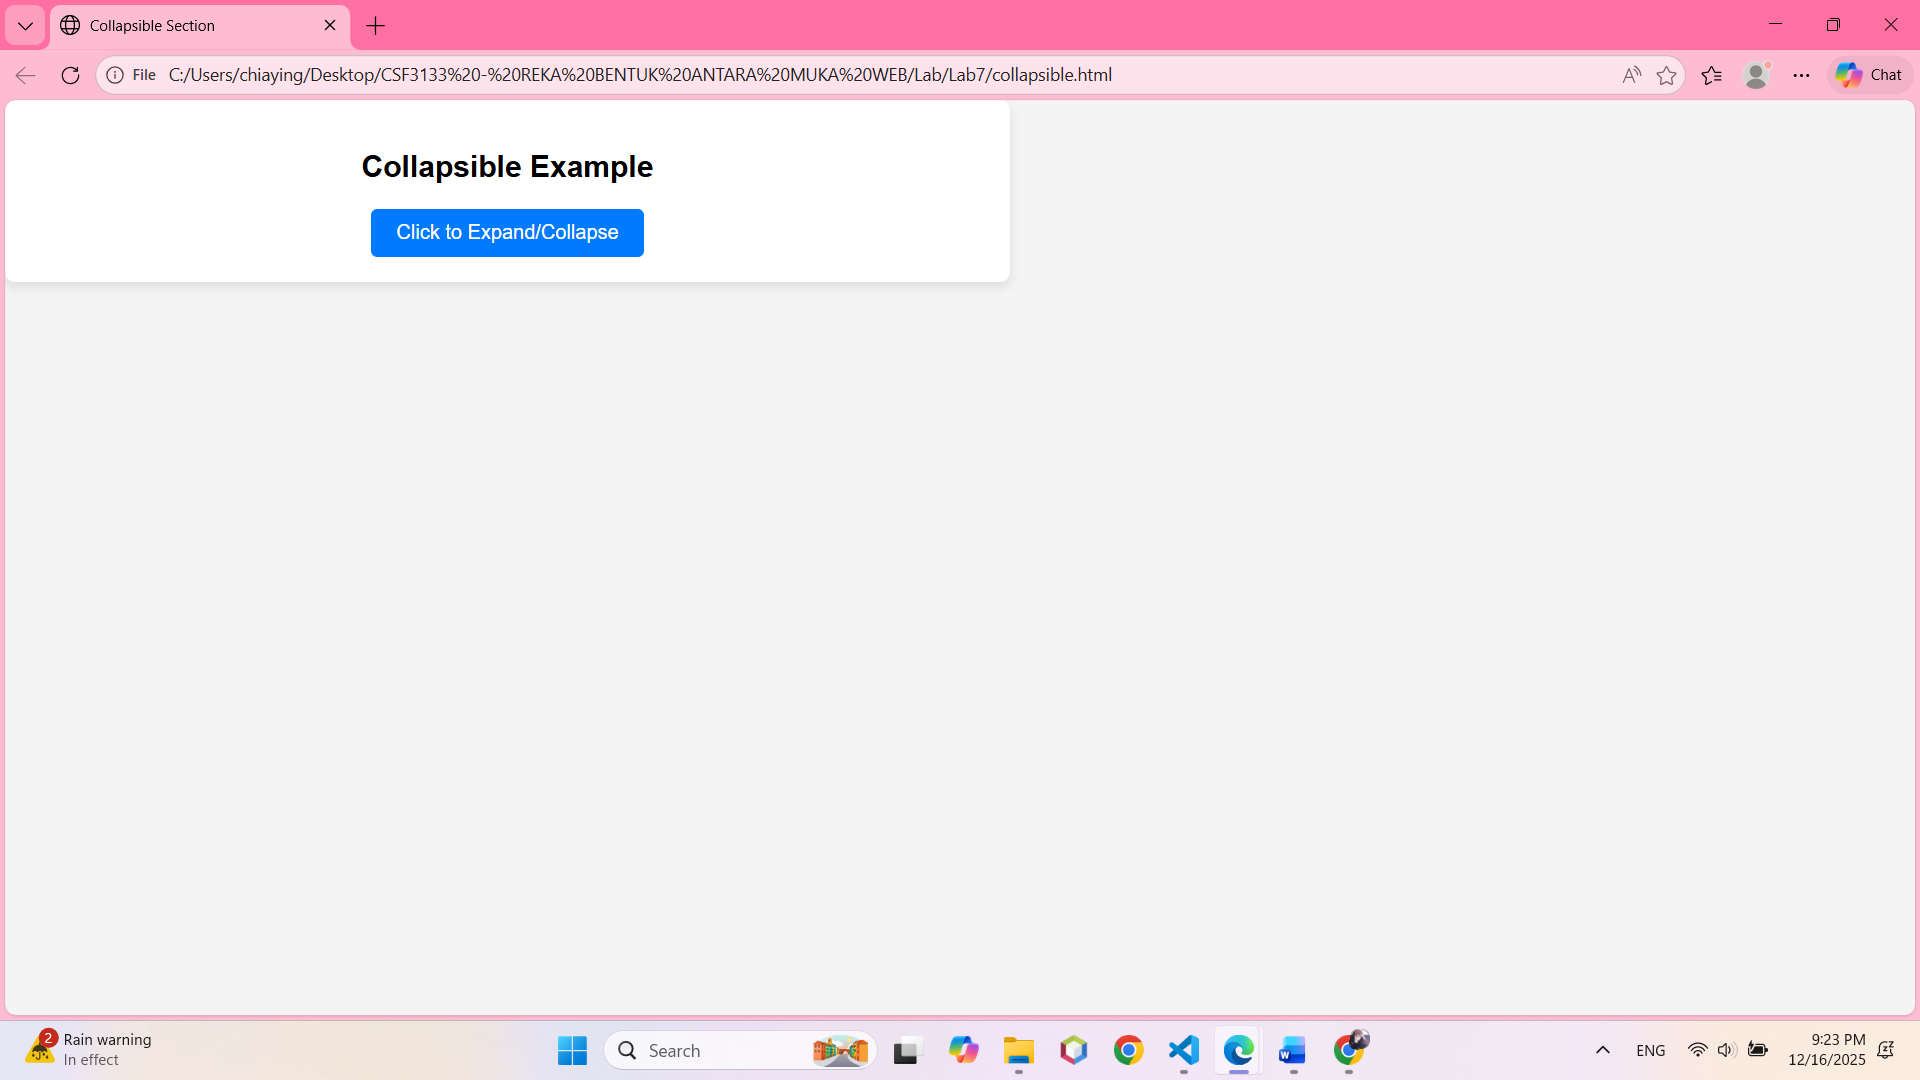 Collapsible Section
File C:/Users/chiaying/Desktop/CSF3133%20-%20REKA%20BENTUK%20ANTARA%20MUKA%20WEB/Lab/Lab7/collapsible.html
Chat
Collapsible Example
Click to Expand/Collapse
2
Rain warning
In effect
Search
ENG
9:23 PM
12/16/2025